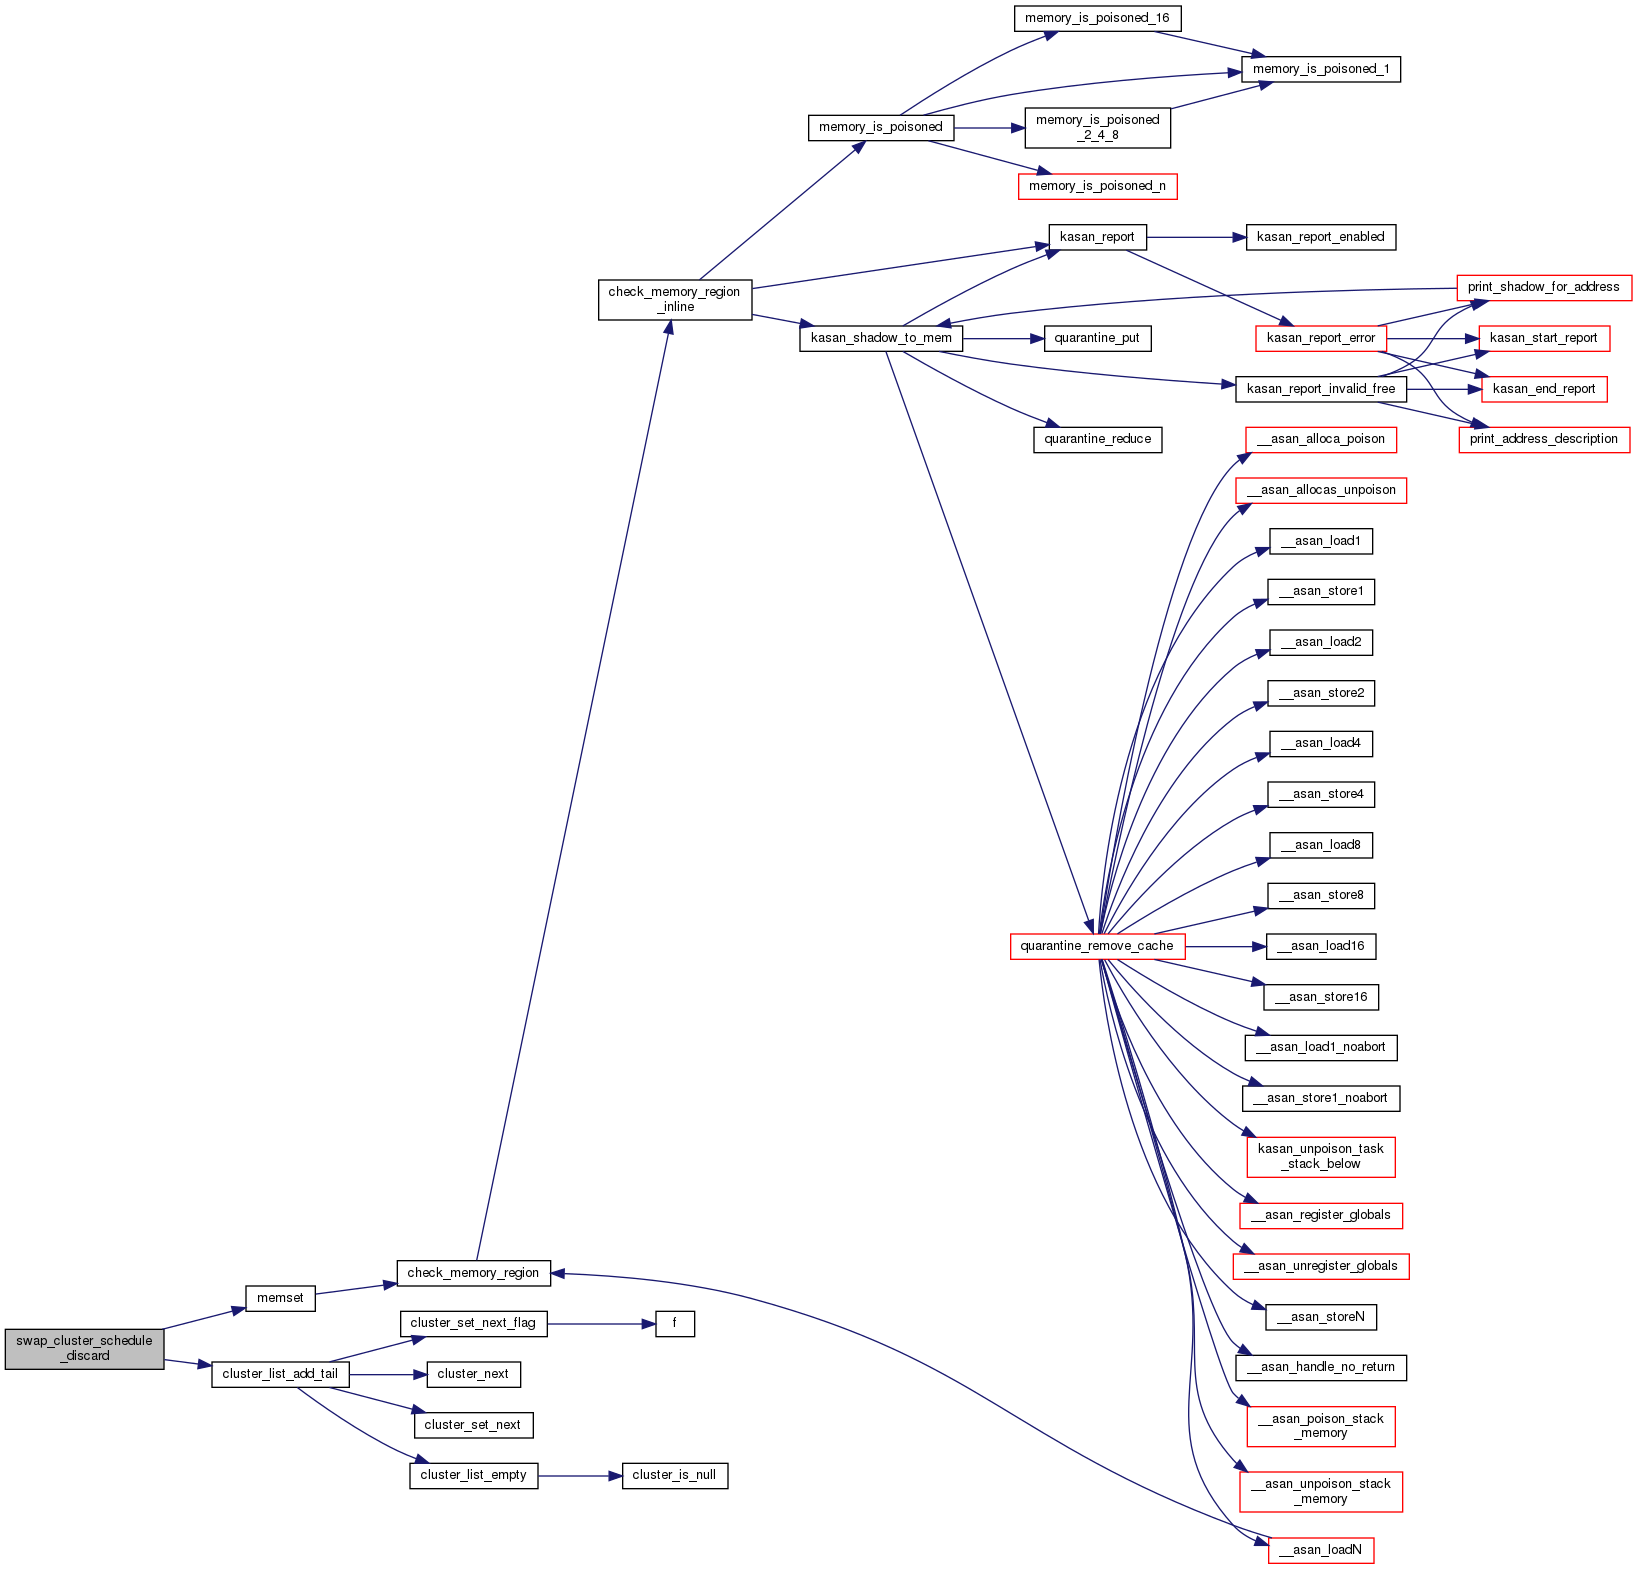 memory_is_poisoned_16
memory_is_poisoned_1
memory_is_poisoned
memory_is_poisoned
_2_4_8
memory_is_poisoned_n
kasan_report
kasan_report_enabled
check_memory_region
_inline
print_shadow_for_address
kasan_shadow_to_mem
quarantine_put
kasan_report_error
kasan_start_report
kasan_report_invalid_free
kasan_end_report
quarantine_reduce
__asan_alloca_poison
print_address_description
__asan_allocas_unpoison
__asan_load1
__asan_store1
__asan_load2
__asan_store2
__asan_load4
__asan_store4
__asan_load8
__asan_store8
quarantine_remove_cache
__asan_load16
__asan_store16
__asan_load1_noabort
__asan_store1_noabort
kasan_unpoison_task
_stack_below
__asan_register_globals
__asan_unregister_globals
check_memory_region
memset
__asan_storeN
cluster_set_next_flag
f
swap_cluster_schedule
_discard
__asan_handle_no_return
cluster_list_add_tail
cluster_next
cluster_set_next
__asan_poison_stack
_memory
cluster_list_empty
cluster_is_null
__asan_unpoison_stack
_memory
__asan_loadN